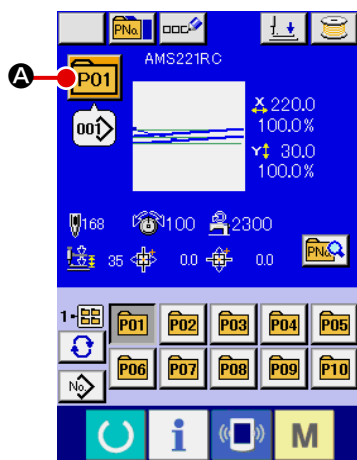 PNo.
AMS221RC
A
P01
001
X 220.0
100.0%
Y 30.0
100.0%
168 100 2300
35 0.0 0.0
PNo.
1-
P01 P02 P03 P04 P05
No.
P06 P07 P08 P09 P10
i M